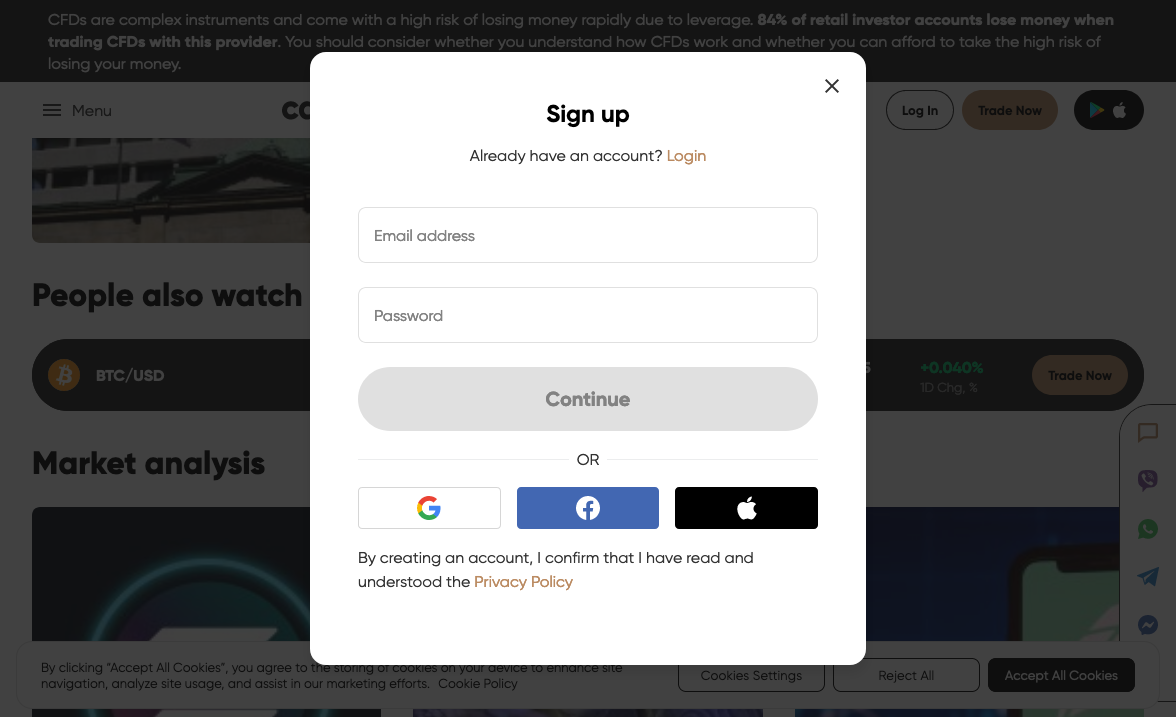 CFDs are complex instruments and come with a high risk of losing money rapidly due to leverage. 84% of retail investor accounts lose money when
trading CFDs with this provider. You should consider whether you understand how CFDs work and whether you can afford to take the high risk of
losing your money.
Menu
Log In
Trade Now
Sign up
Already have an account? Login
Email address
Password
Continue
OR
By creating an account, I confirm that I have read and
understood the Privacy Policy
People also watch
BTC/USD
+0.040%
1D Chg, %
Trade Now
Market analysis
By clicking “Accept All Cookies”, you agree to the storing of cookies on your device to enhance site
navigation, analyze site usage, and assist in our marketing efforts. Cookie Policy
Cookies Settings
Reject All
Accept All Cookies